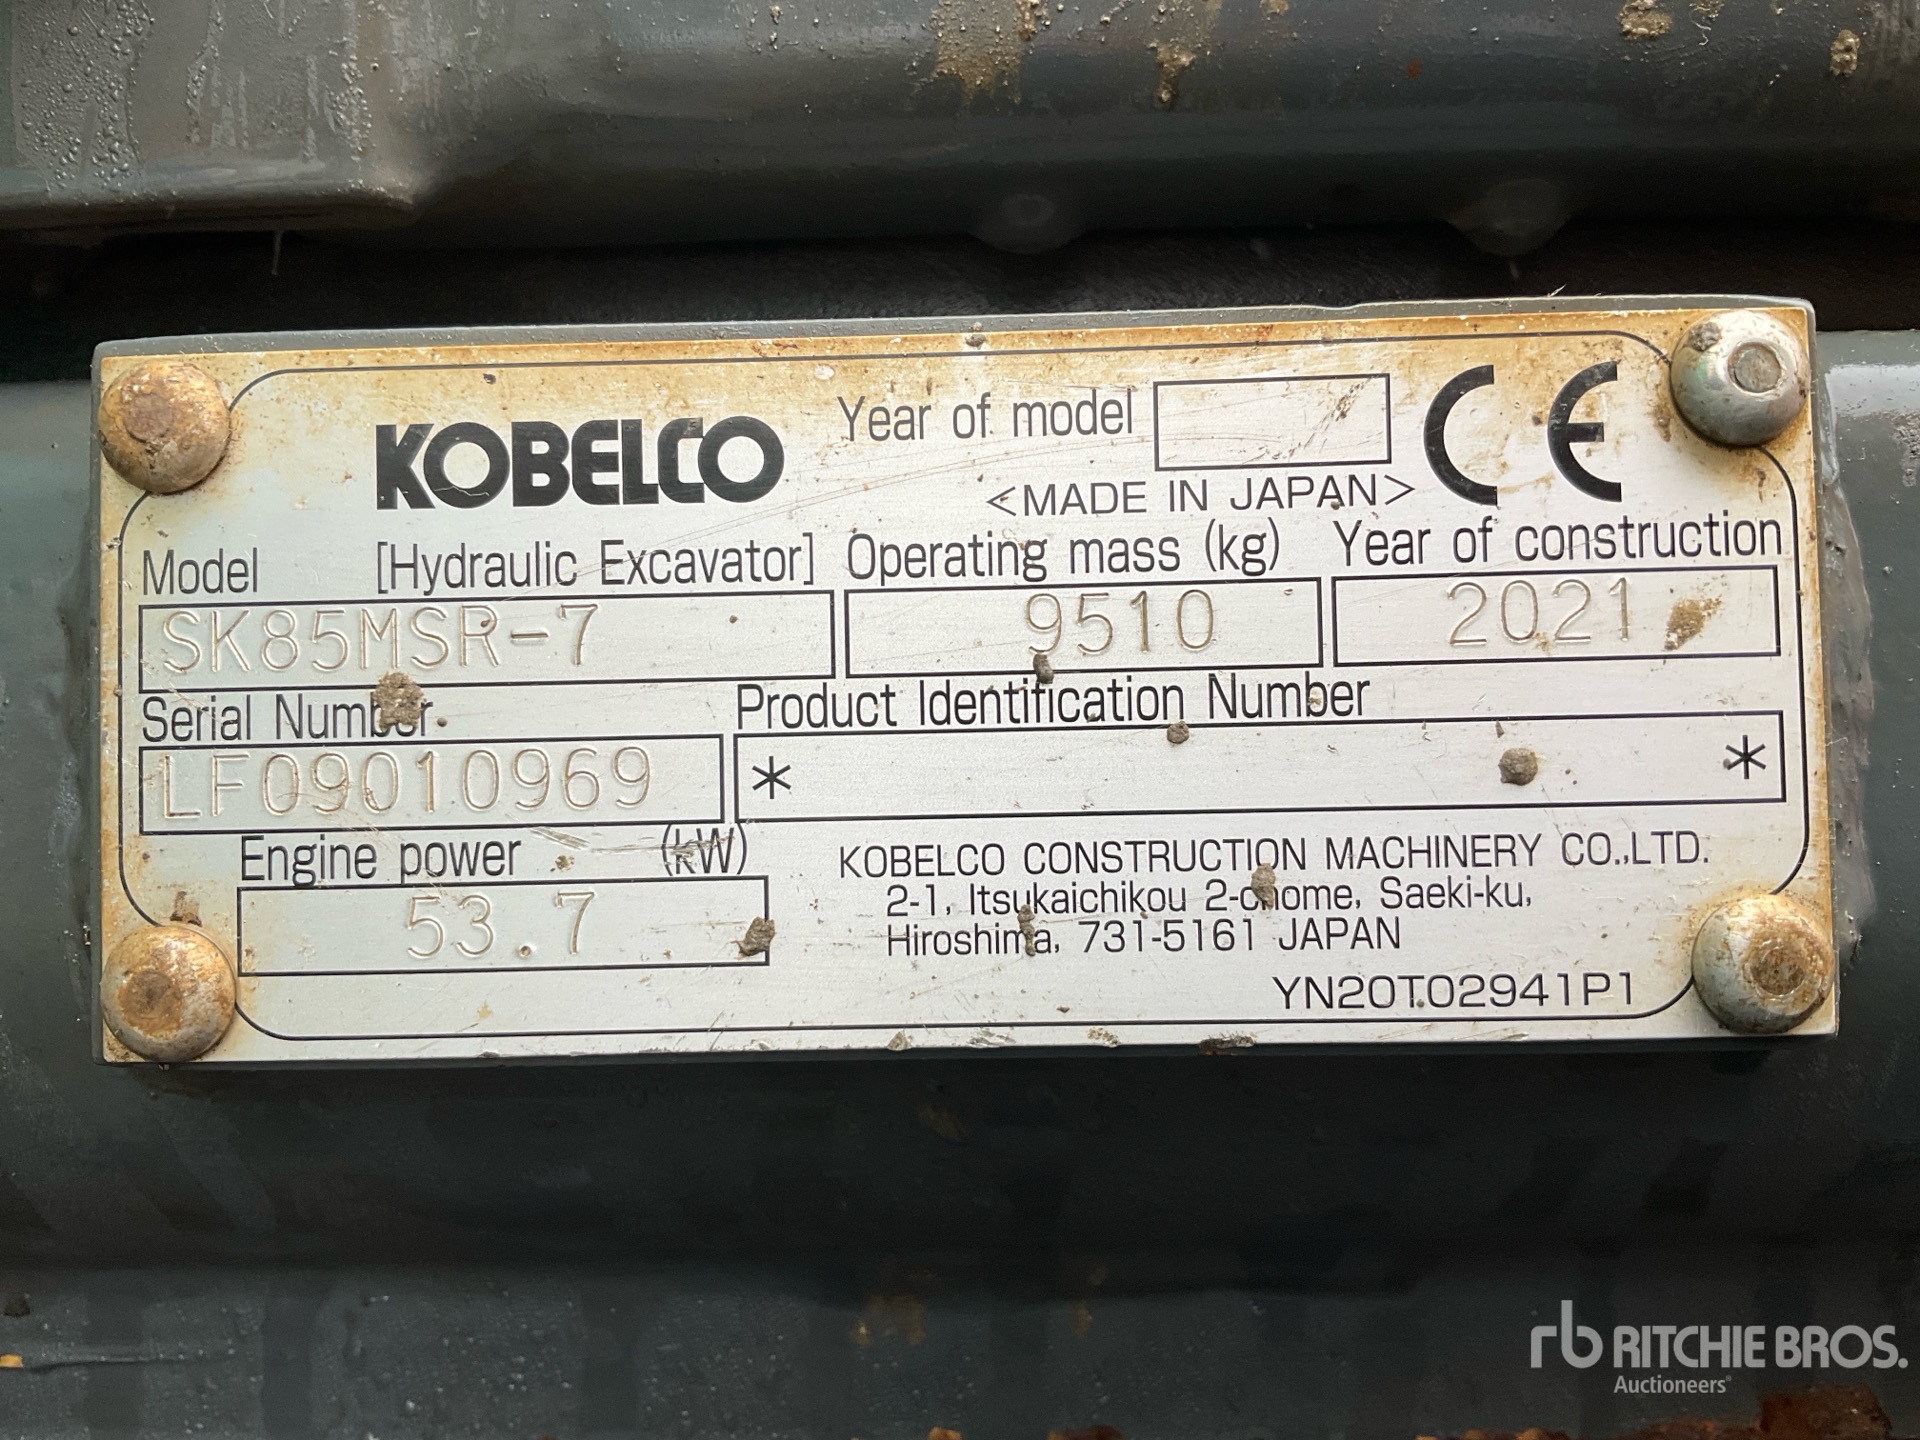 KOBELCO
Year of model
CE
<MADE IN JAPAN>
Model [Hydraulic Excavator] Operating mass (kg) Year of construction
SK85MSR-7 9510 2021
Serial Number Product Identification Number
LF09010969 * *
Engine power (kW)
53.7
KOBELCO CONSTRUCTION MACHINERY CO.,LTD.
2-1, Itsukaichikou 2-chome, Saeki-ku,
Hiroshima, 731-5161 JAPAN
YN20T02941P1
rb RITCHIE BROS.
Auctioneers®